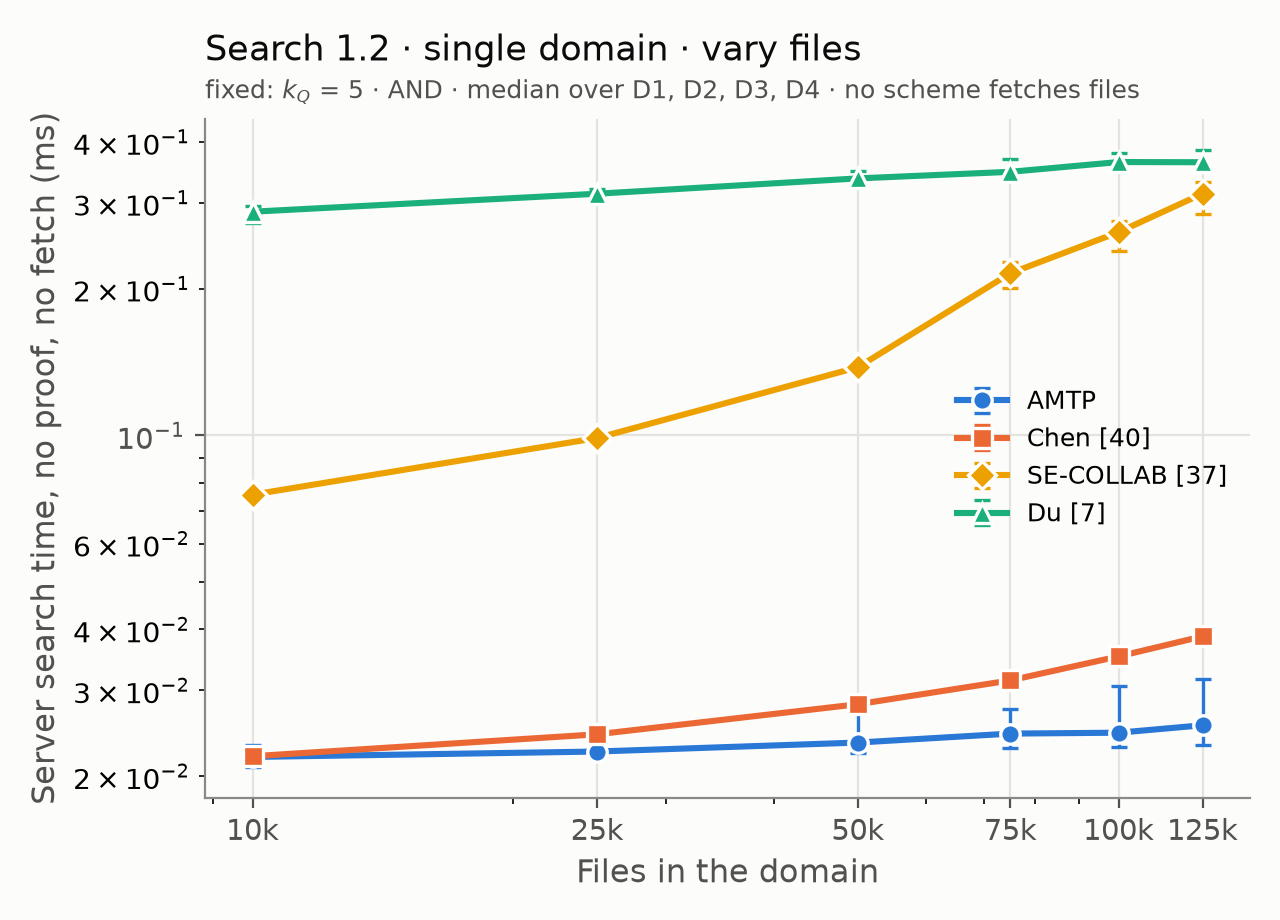 Search 1.2 · single domain · vary files
fixed: k_Q = 5 · AND · median over D1, D2, D3, D4 · no scheme fetches files
Server search time, no proof, no fetch (ms)
4 × 10⁻¹
3 × 10⁻¹
2 × 10⁻¹
10⁻¹
6 × 10⁻²
4 × 10⁻²
3 × 10⁻²
2 × 10⁻²
AMTP
Chen [40]
SE-COLLAB [37]
Du [7]
10k 25k 50k 75k 100k 125k
Files in the domain